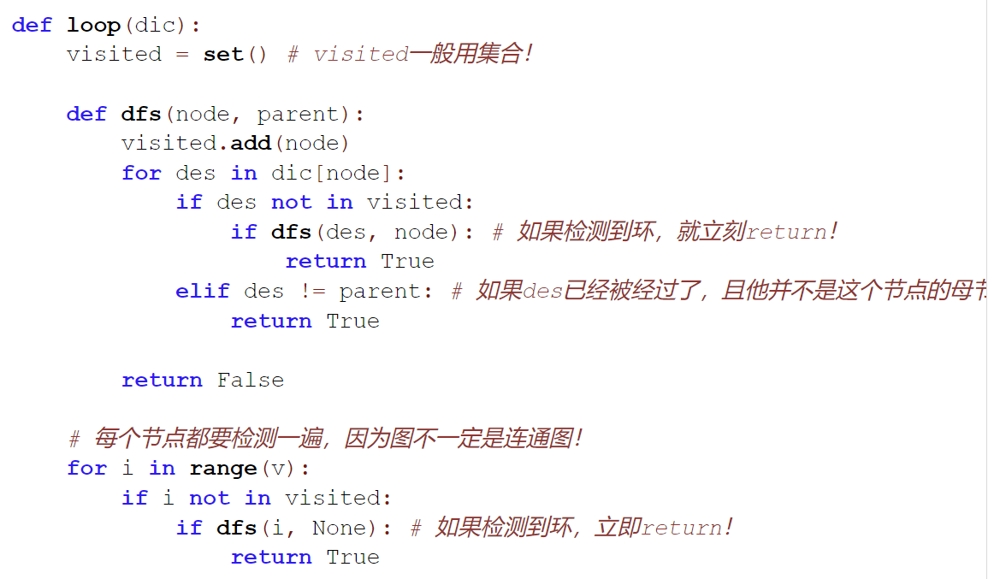 def loop(dic):
    visited = set() # visited一般用集合！
    def dfs(node, parent):
        visited.add(node)
        for des in dic[node]:
            if des not in visited:
                if dfs(des, node): # 如果检测到环，就立刻return！
                    return True
            elif des != parent: # 如果des已经被经过了，且他并不是这个节点的母
                return True
        return False
    # 每个节点都要检测一遍，因为图不一定是连通图！
    for i in range(v):
        if i not in visited:
            if dfs(i, None): # 如果检测到环，立即return！
                return True